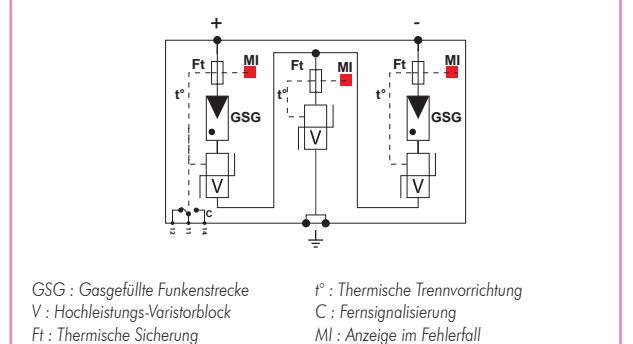 + -
Ft MI Ft MI Ft MI
t° t° t°
GSG GSG
V V V
C
12 11 14
GSG : Gasgefüllte Funkenstrecke
V : Hochleistungs-Varistorblock
Ft : Thermische Sicherung
t° : Thermische Trennvorrichtung
C : Fernsignalisierung
MI : Anzeige im Fehlerfall